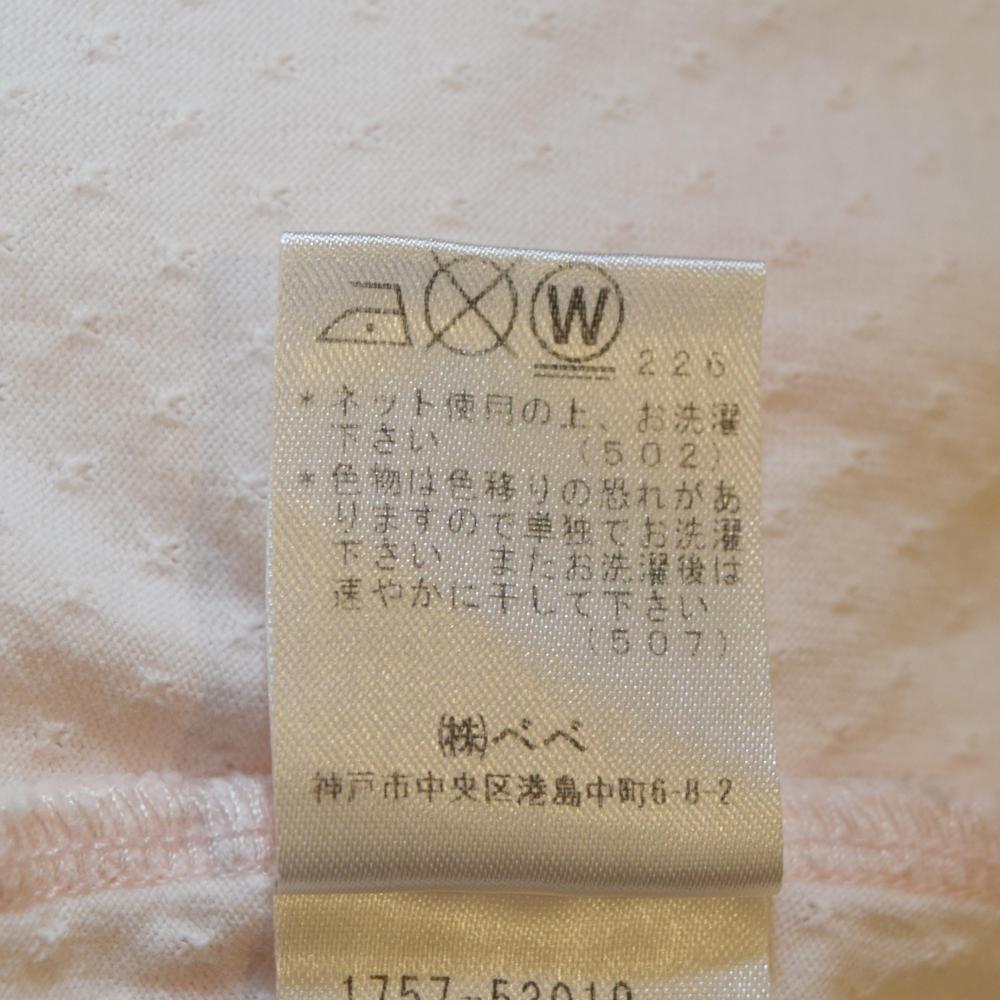 W
226
* ネット使用の上、お洗濯
下さい (502)
* 色物は色移りの恐れがあ
りますので単独でお洗濯
下さい またお洗濯後は
速やかに干して下さい
(507)
㈱べべ
神戸市中央区港島中町6-8-2
1757-53019